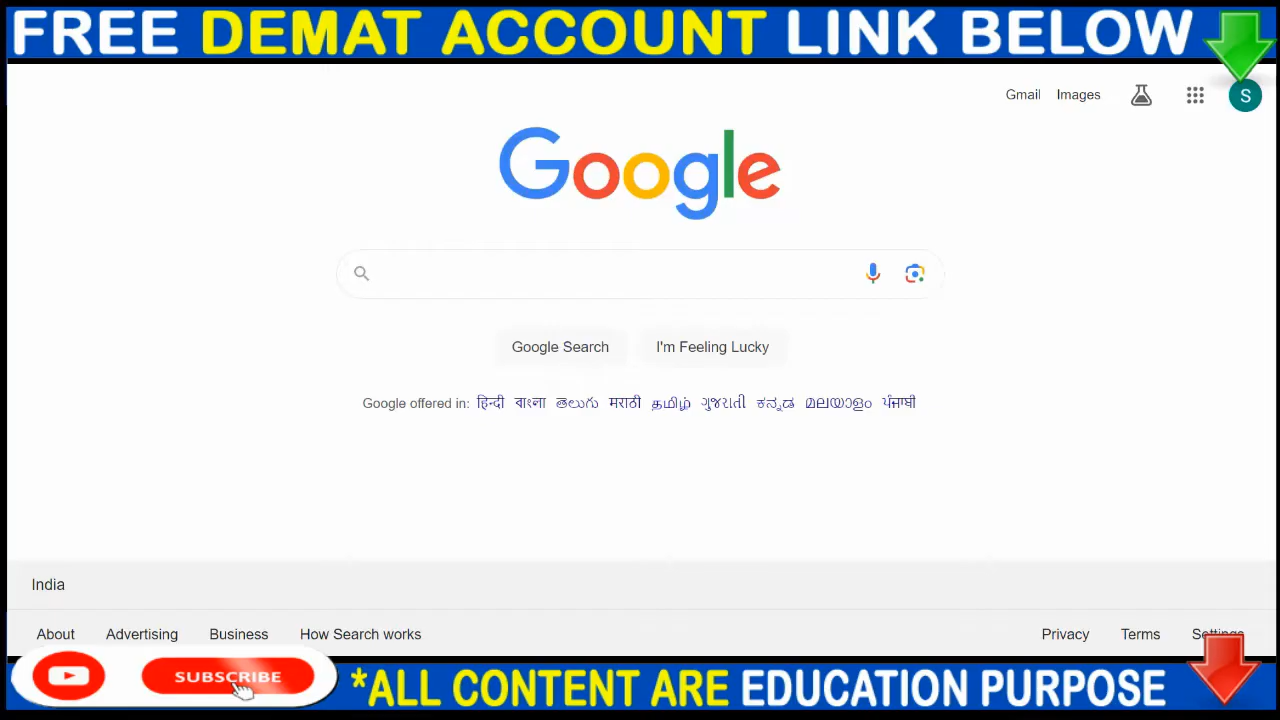 FREE DEMAT ACCOUNT LINK BELOW
Gmail Images
S
Google
Google Search I'm Feeling Lucky
Google offered in: हिन्दी বাংলা తెలుగు मराठी தமிழ் ગુજરાતી ಕನ್ನಡ മലയാളം ਪੰਜਾਬੀ
India
About Advertising Business How Search works Privacy Terms Settings
SUBSCRIBE
*ALL CONTENT ARE EDUCATION PURPOSE